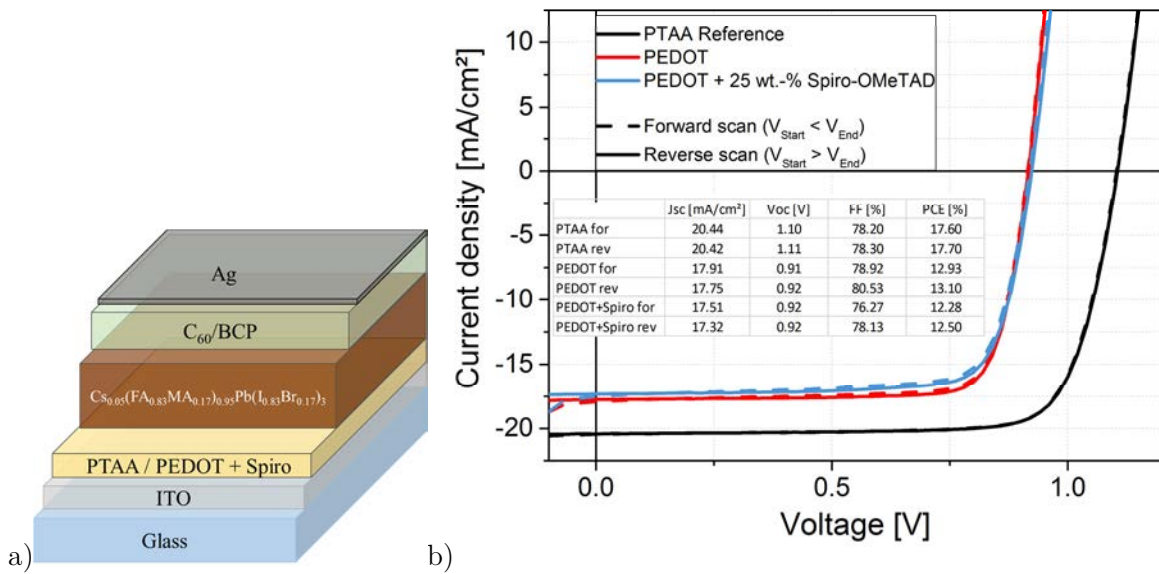 Ag
C₆₀/BCP
Cs₀.₀₅(FA₀.₈₃MA₀.₁₇)₀.₉₅Pb(I₀.₈₃Br₀.₁₇)₃
PTAA / PEDOT + Spiro
ITO
Glass
a)
b)
Current density [mA/cm²]
10
5
0
-5
-10
-15
-20
PTAA Reference
PEDOT
PEDOT + 25 wt.-% Spiro-OMeTAD
Forward scan (V_Start < V_End)
Reverse scan (V_Start > V_End)
Jsc [mA/cm²] Voc [V] FF [%] PCE [%]
PTAA for 20.44 1.10 78.20 17.60
PTAA rev 20.42 1.11 78.30 17.70
PEDOT for 17.91 0.91 78.92 12.93
PEDOT rev 17.75 0.92 80.53 13.10
PEDOT+Spiro for 17.51 0.92 76.27 12.28
PEDOT+Spiro rev 17.32 0.92 78.13 12.50
0.0 0.5 1.0
Voltage [V]